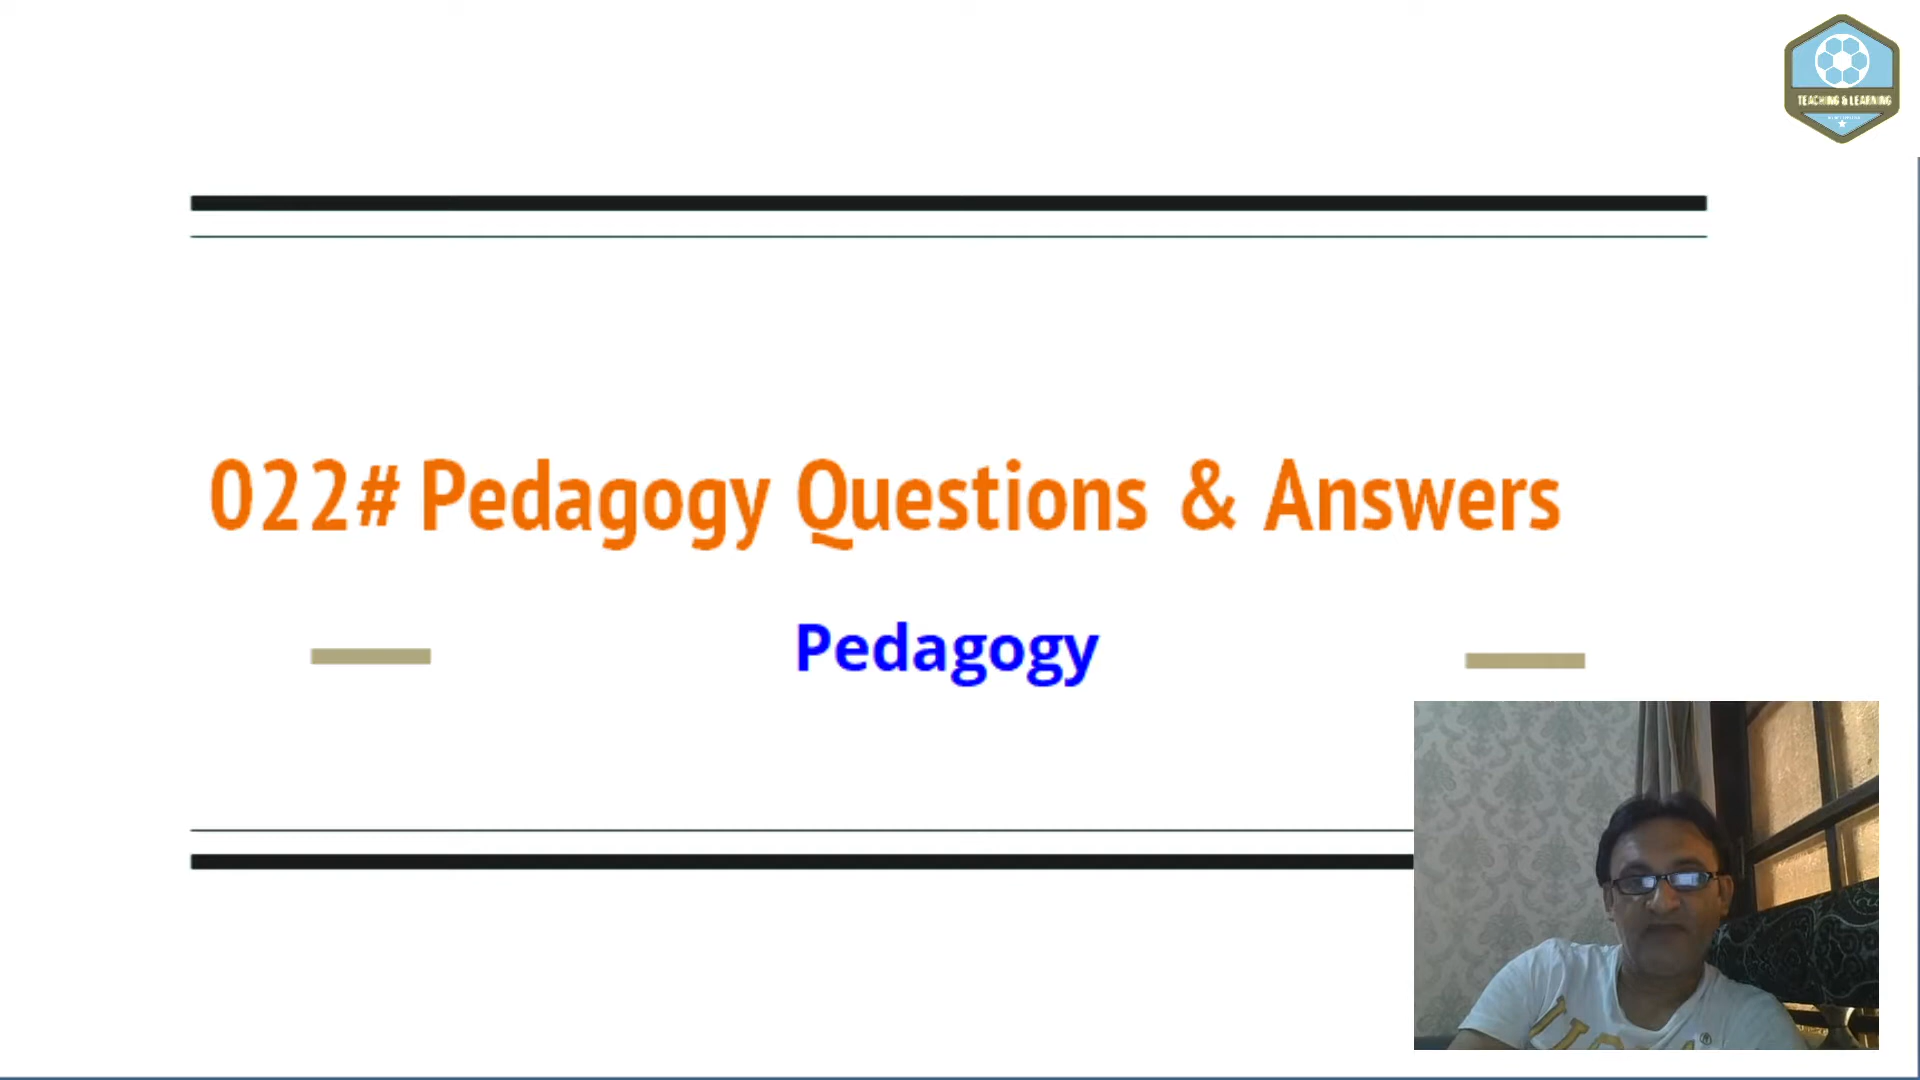 TEACHING & LEARNING
022# Pedagogy Questions & Answers
Pedagogy